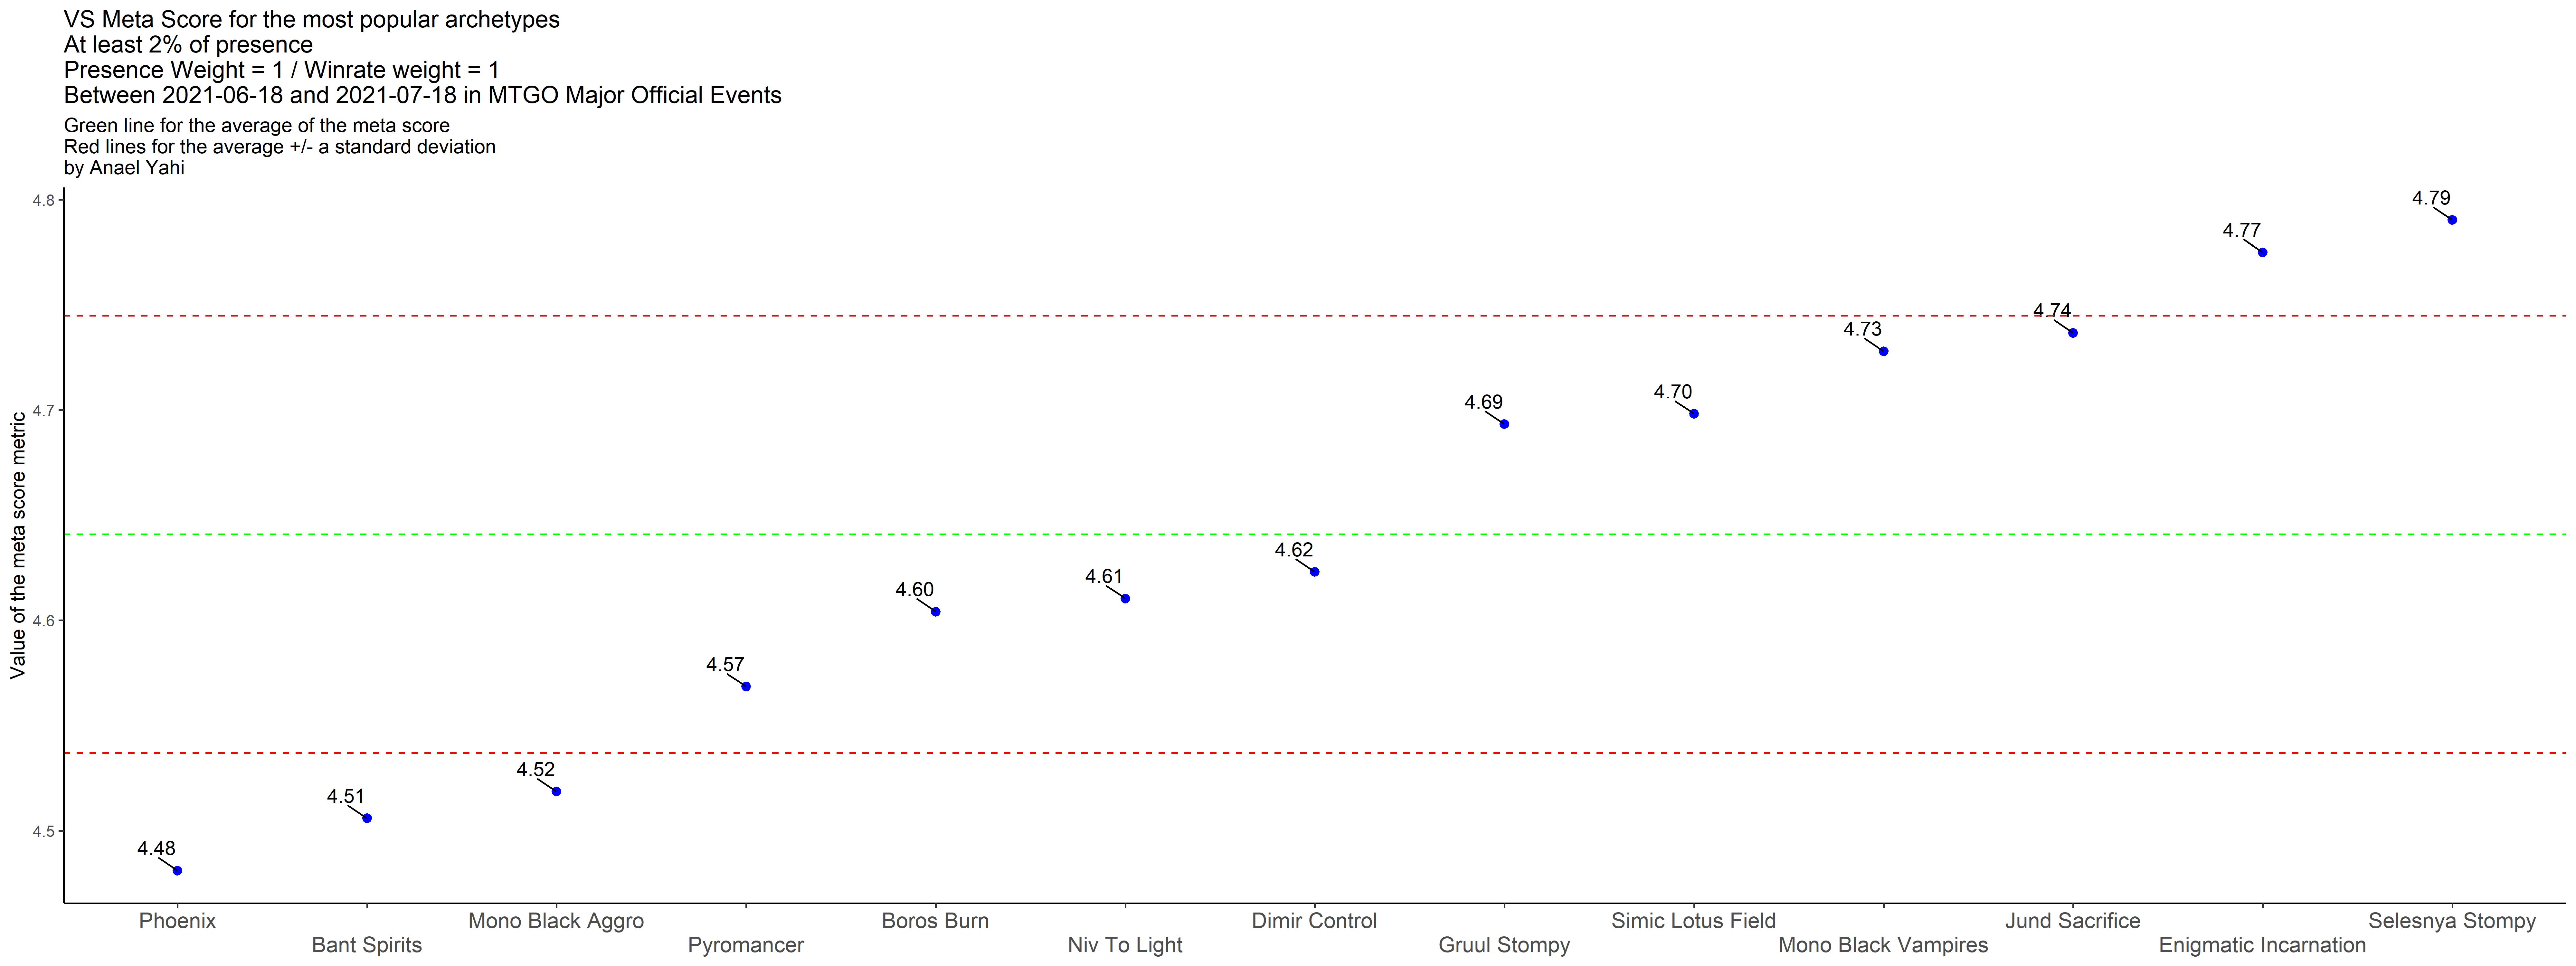 VS Meta Score for the most popular archetypes
At least 2% of presence
Presence Weight = 1 / Winrate weight = 1
Between 2021-06-18 and 2021-07-18 in MTGO Major Official Events
Green line for the average of the meta score
Red lines for the average +/- a standard deviation
by Anael Yahi
Value of the meta score metric
4.8
4.7
4.6
4.5
4.48
4.51
4.52
4.57
4.60
4.61
4.62
4.69
4.70
4.73
4.74
4.77
4.79
Phoenix
Bant Spirits
Mono Black Aggro
Pyromancer
Boros Burn
Niv To Light
Dimir Control
Gruul Stompy
Simic Lotus Field
Mono Black Vampires
Jund Sacrifice
Enigmatic Incarnation
Selesnya Stompy